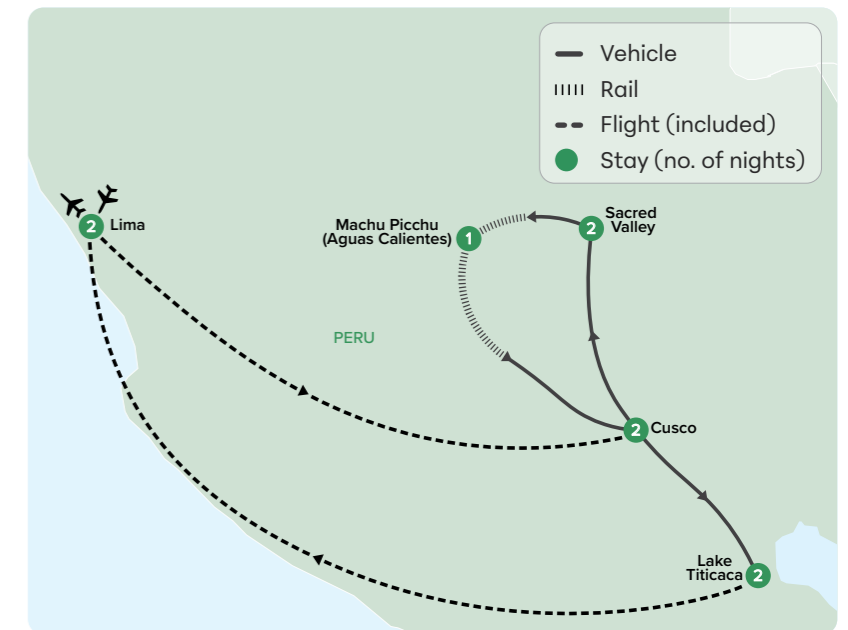 Vehicle
Rail
Flight (included)
Stay (no. of nights)
2
Lima
Machu Picchu
(Aguas Calientes)
1
Sacred
Valley
2
PERU
2
Cusco
Lake
Titicaca
2